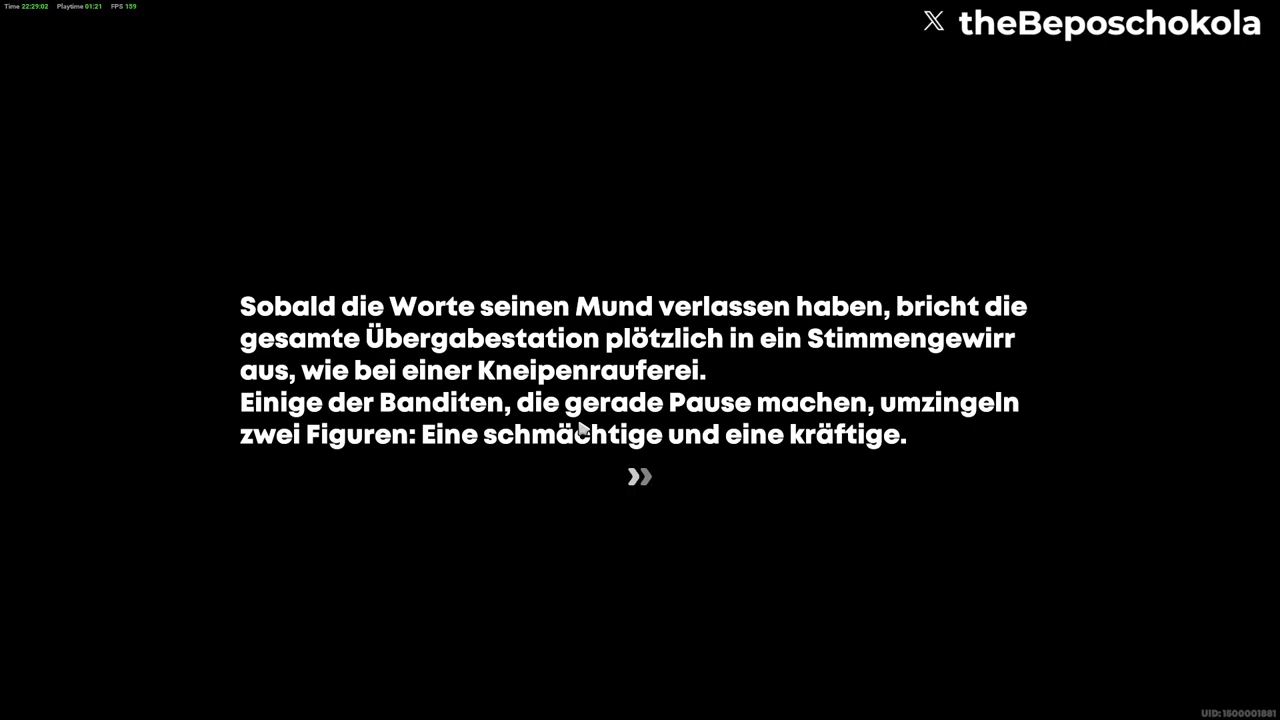 Time 22:29:02 Playtime 01:21 FPS 159
theBeposchokola
Sobald die Worte seinen Mund verlassen haben, bricht die
gesamte Übergabestation plötzlich in ein Stimmengewirr
aus, wie bei einer Kneipenrauferei.
Einige der Banditen, die gerade Pause machen, umzingeln
zwei Figuren: Eine schmächtige und eine kräftige.
UID: 1500001881